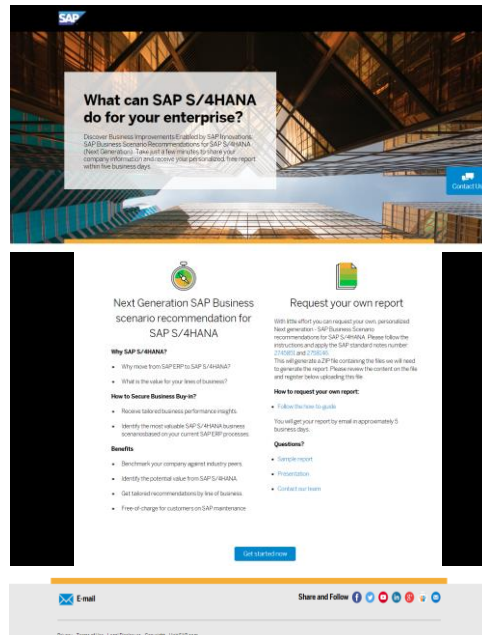 SAP
What can SAP S/4HANA
do for your enterprise?
Discover Business Improvements Enabled by SAP Innovations:
SAP Business Scenario Recommendations for SAP S/4HANA
(Next Generation). Take just a few minutes to share your
company information and receive your personalized, free report
within five business days.
Contact Us
Next Generation SAP Business
scenario recommendation for
SAP S/4HANA
Why SAP S/4HANA?
• Why move from SAP ERP to SAP S/4HANA?
• What is the value for your lines of business?
How to Secure Business Buy-in?
• Receive tailored business performance insights
• Identify the most valuable SAP S/4HANA business
scenarios based on your current SAP ERP processes
Benefits
• Benchmark your company against industry peers
• Identify the potential value from SAP S/4HANA
• Get tailored recommendations by line of business
• Free-of-charge for customers on SAP maintenance
Request your own report
With little effort you can request your own, personalized
Next generation - SAP Business Scenario
recommendations for SAP S/4HANA. Please follow the
instructions and apply the SAP standard notes number:
and
This will generate a ZIP file containing the files we will need
to generate the report. Please review the content on the file
and register below uploading this file.
How to request your own report:
• Follow the how to guide
You will get your report by email in approximately 5
business days.
Questions?
• Sample report
• Presentation
• Contact our team
Get started now
E-mail
Share and Follow